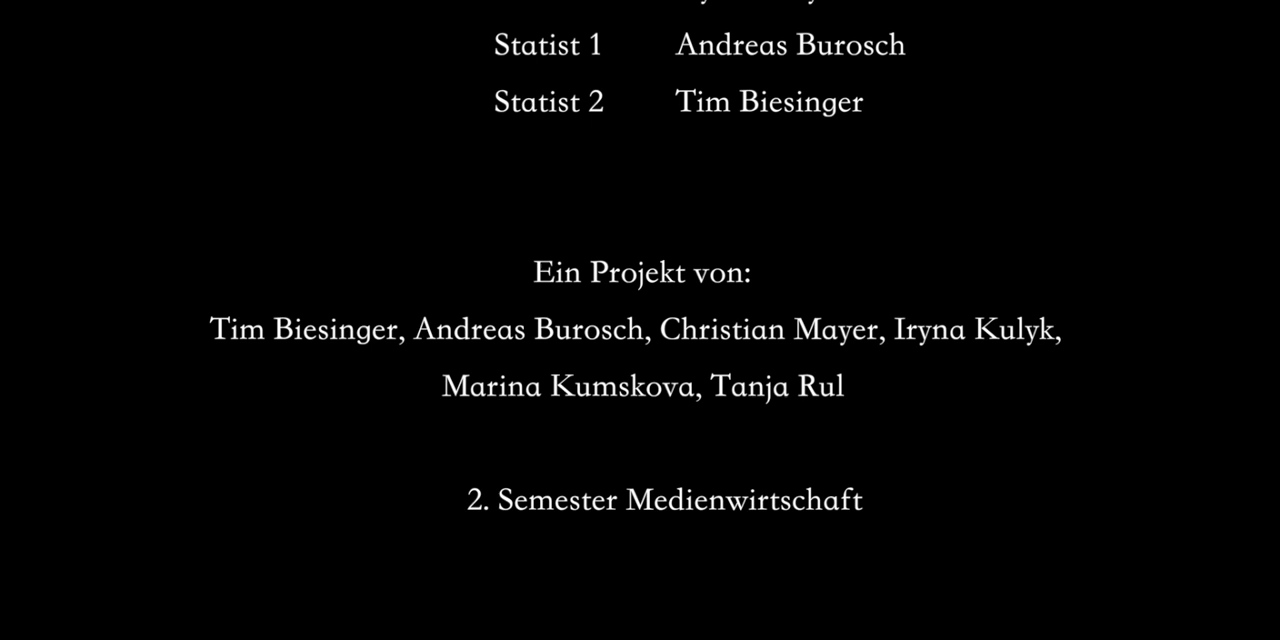 Statist 1 Andreas Burosch
Statist 2 Tim Biesinger
Ein Projekt von:
Tim Biesinger, Andreas Burosch, Christian Mayer, Iryna Kulyk,
Marina Kumskova, Tanja Rul
2. Semester Medienwirtschaft